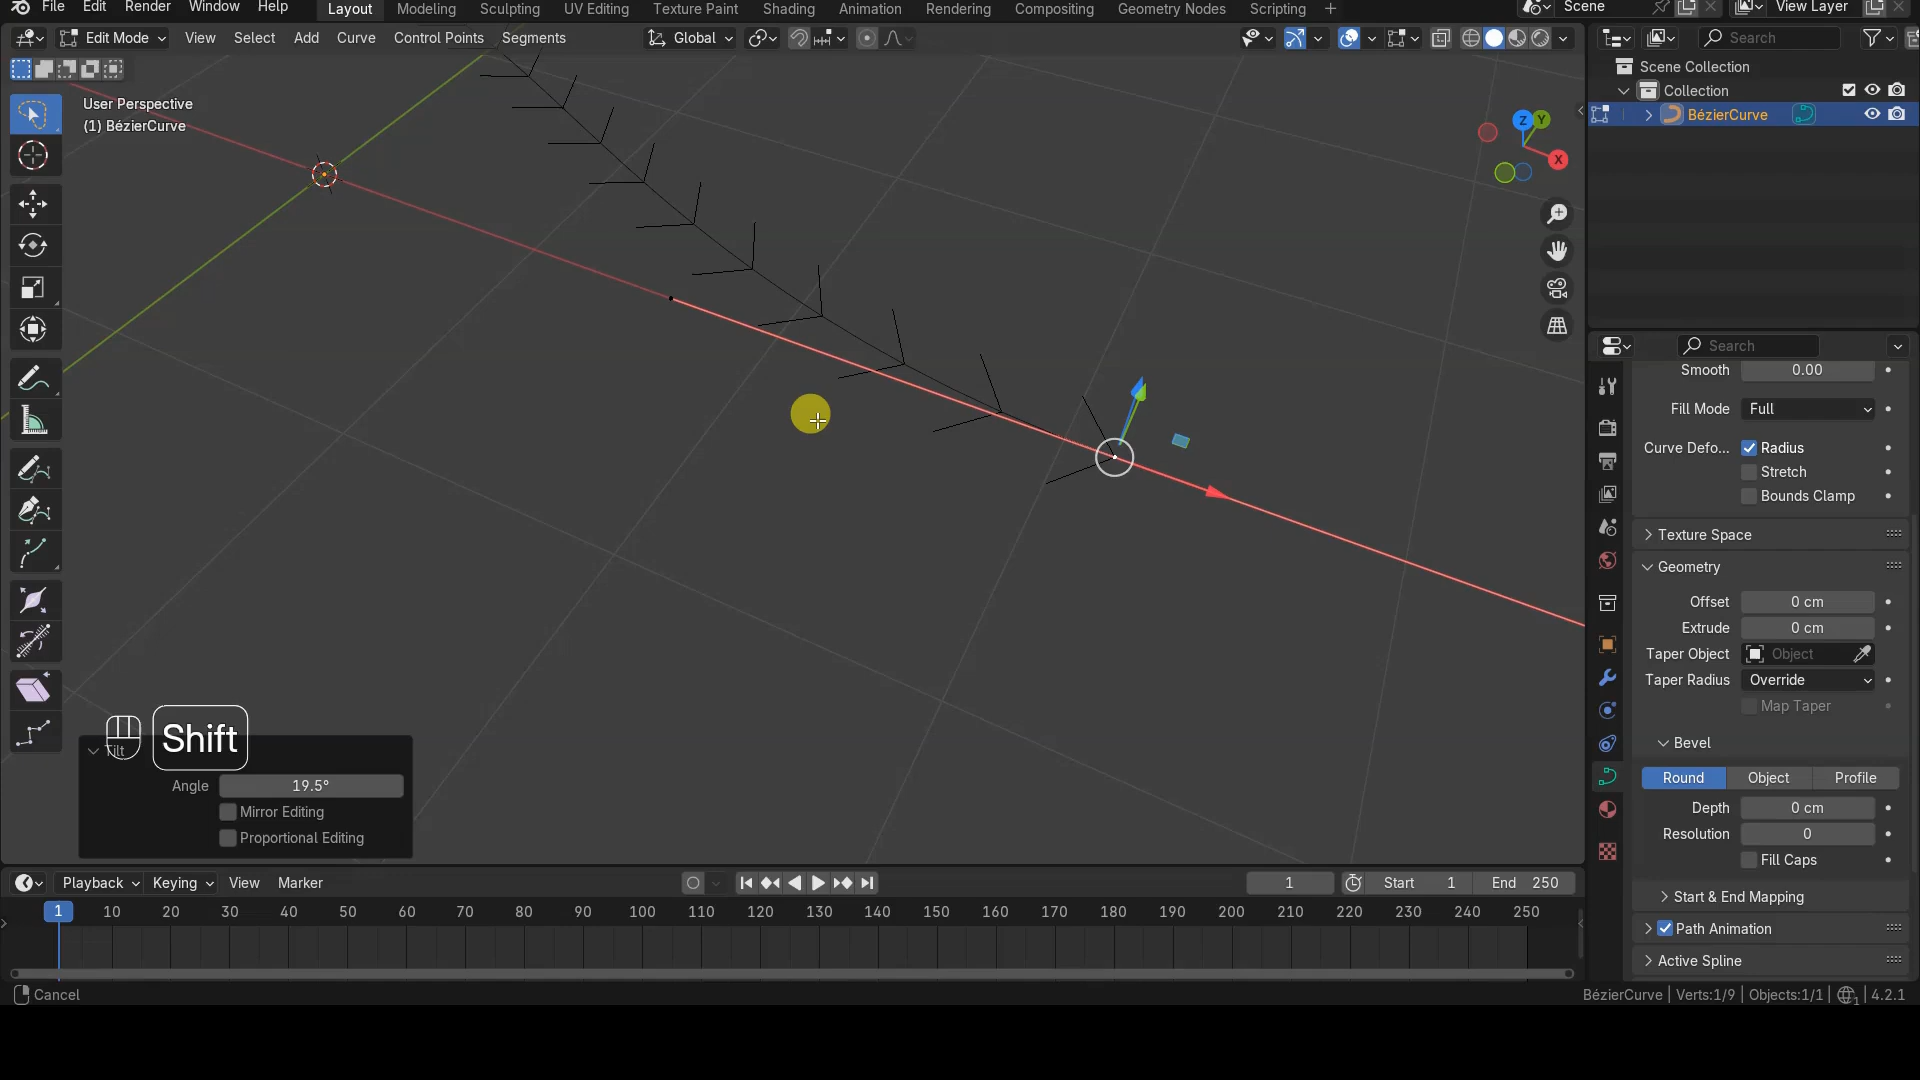 File Edit Render Window Help Layout Modeling Sculpting UV Editing Texture Paint Shading Animation Rendering Compositing Geometry Nodes Scripting + Scene View Layer
Edit Mode View Select Add Curve Control Points Segments Global Search
User Perspective
(1) BézierCurve
Z Y
X
Scene Collection
Collection
BézierCurve
Search
Smooth 0.00
Fill Mode Full
Curve Defo... Radius
Stretch
Bounds Clamp
Texture Space
Geometry
Offset 0 cm
Extrude 0 cm
Taper Object Object
Taper Radius Override
Map Taper
Bevel
Round Object Profile
Depth 0 cm
Resolution 0
Fill Caps
Start & End Mapping
Path Animation
Active Spline
Shift
Tilt
Angle 19.5°
Mirror Editing
Proportional Editing
Playback Keying View Marker 1 Start 1 End 250
1 10 20 30 40 50 60 70 80 90 100 110 120 130 140 150 160 170 180 190 200 210 220 230 240 250
Cancel
BézierCurve | Verts:1/9 | Objects:1/1 | 1 | 4.2.1